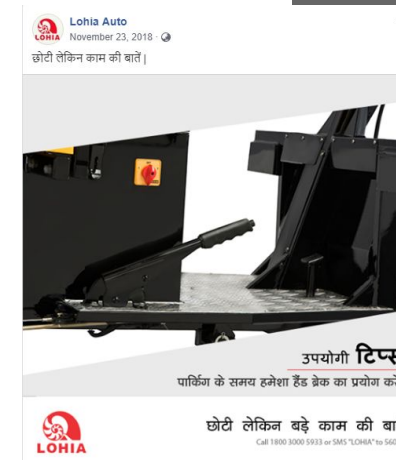 Lohia Auto
November 23, 2018 ·
LOHIA
छोटी लेकिन काम की बातें |
उपयोगी टिप्स
पार्किंग के समय हमेशा हैंड ब्रेक का प्रयोग
छोटी लेकिन बड़े काम की
LOHIA
Call 1800 3000 5933 or SMS "LOHIA" to